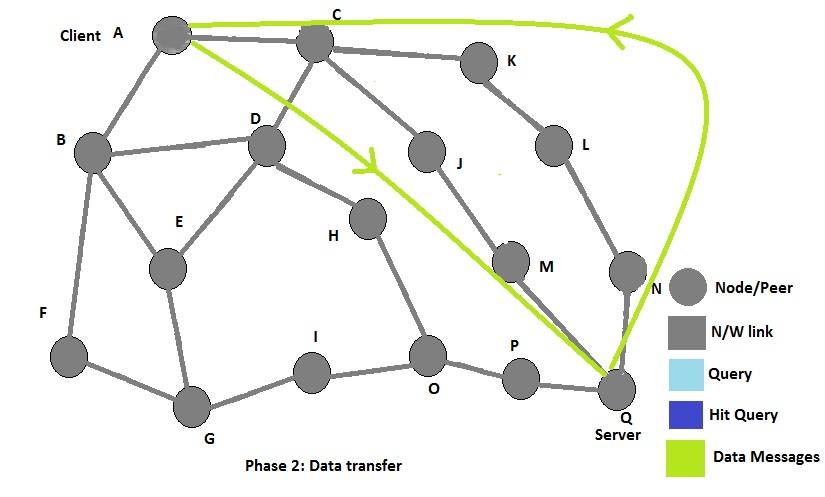 C
Client A
K
D
B
L
J
E
H
M
N
Node/Peer
F
N/W link
I
P
Query
O
Hit Query
Q
G
Server
Data Messages
Phase 2: Data transfer